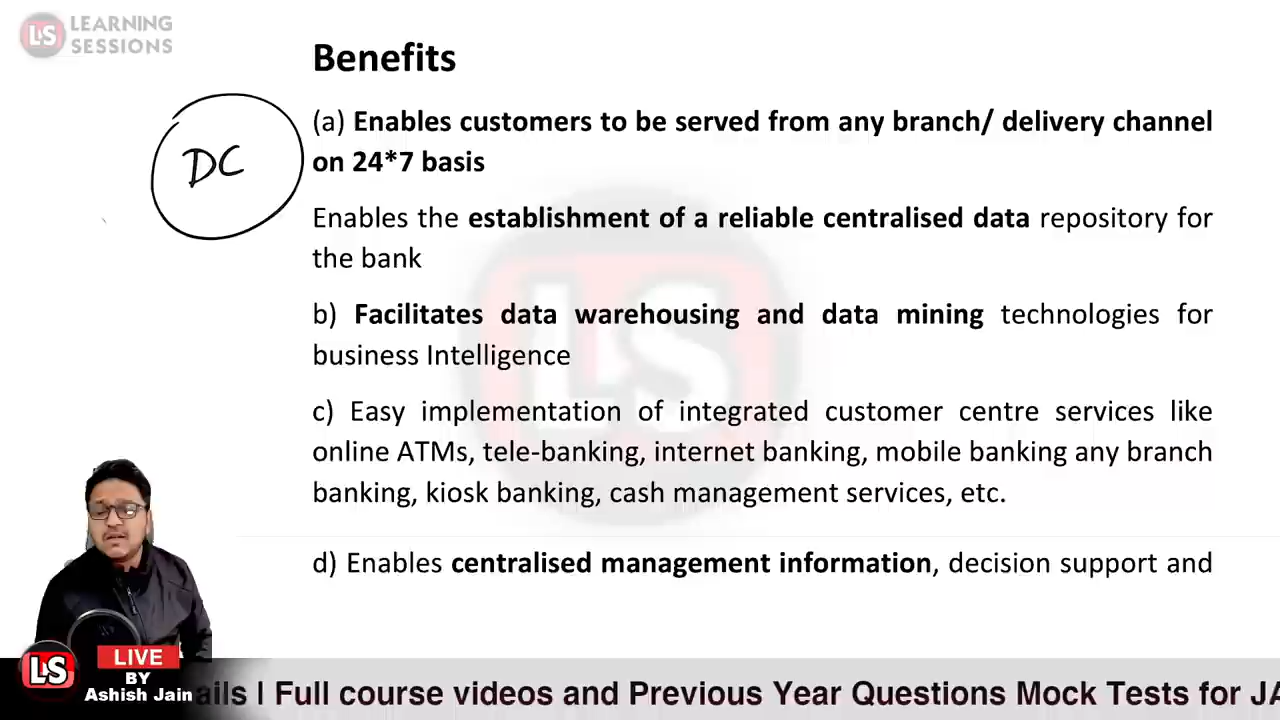 LEARNING
SESSIONS
LS
Benefits
DC
(a) Enables customers to be served from any branch/ delivery channel
on 24*7 basis
Enables the establishment of a reliable centralised data repository for
the bank
b) Facilitates data warehousing and data mining technologies for
business Intelligence
c) Easy implementation of integrated customer centre services like
online ATMs, tele-banking, internet banking, mobile banking any branch
banking, kiosk banking, cash management services, etc.
d) Enables centralised management information, decision support and
LS
LS
LIVE
BY
Ashish Jain
ails | Full course videos and Previous Year Questions Mock Tests for JA